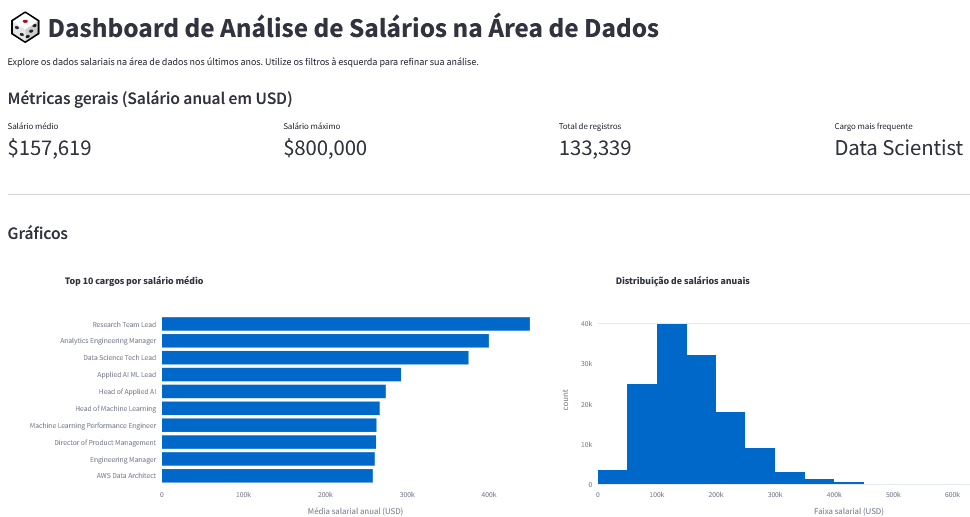 Dashboard de Análise de Salários na Área de Dados
Explore os dados salariais na área de dados nos últimos anos. Utilize os filtros à esquerda para refinar sua análise.
Métricas gerais (Salário anual em USD)
Salário médio
$157,619
Salário máximo
$800,000
Total de registros
133,339
Cargo mais frequente
Data Scientist
Gráficos
Top 10 cargos por salário médio
Research Team Lead
Analytics Engineering Manager
Data Science Tech Lead
Applied AI ML Lead
Head of Applied AI
Head of Machine Learning
Machine Learning Performance Engineer
Director of Product Management
Engineering Manager
AWS Data Architect
0 100k 200k 300k 400k
Média salarial anual (USD)
Distribuição de salários anuais
40k
30k
20k
10k
0
count
0 100k 200k 300k 400k 500k 600k
Faixa salarial (USD)